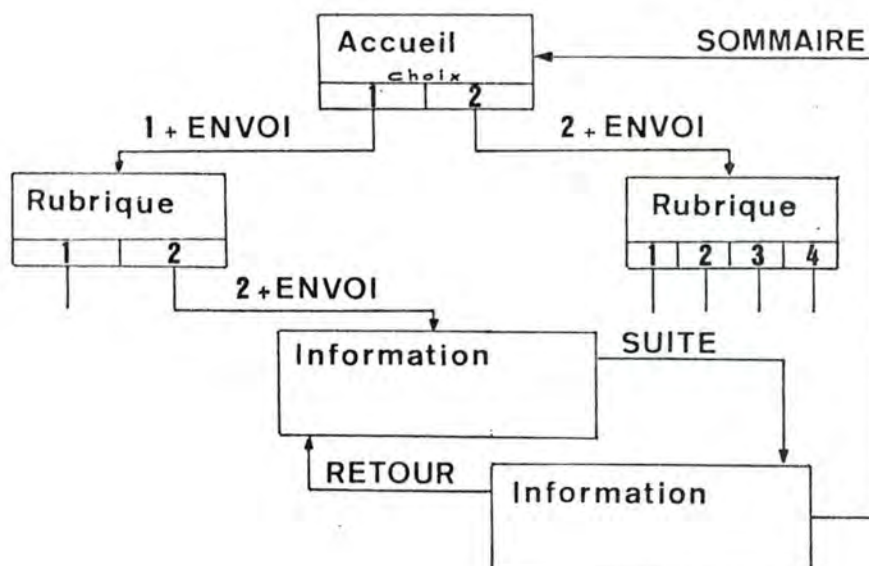 Accueil
SOMMAIRE
choix
1 2
1 + ENVOI
2 + ENVOI
Rubrique
1 2
Rubrique
1 2 3 4
2 + ENVOI
Information
SUITE
RETOUR
Information